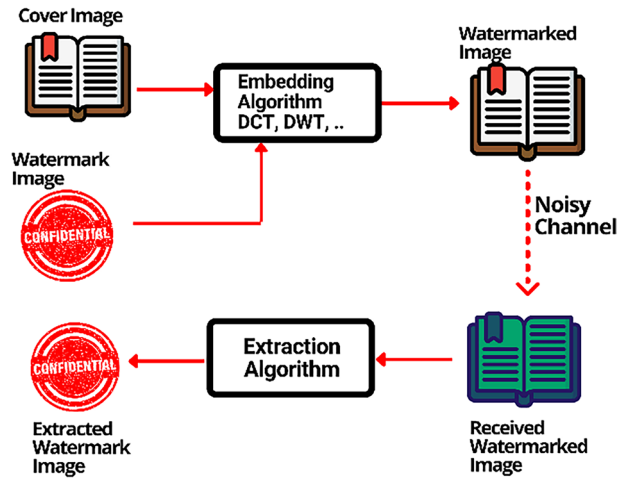 Cover Image
Embedding
Algorithm
DCT, DWT, ..
Watermarked
Image
Watermark
Image
CONFIDENTIAL
Noisy
Channel
CONFIDENTIAL
Extraction
Algorithm
Extracted
Watermark
Image
Received
Watermarked
Image